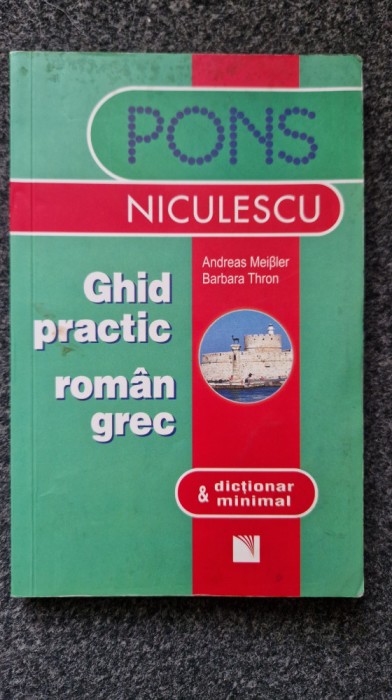 PONS
NICULESCU
Andreas Meißler
Barbara Thron
Ghid
practic
român
grec
& dicționar
minimal